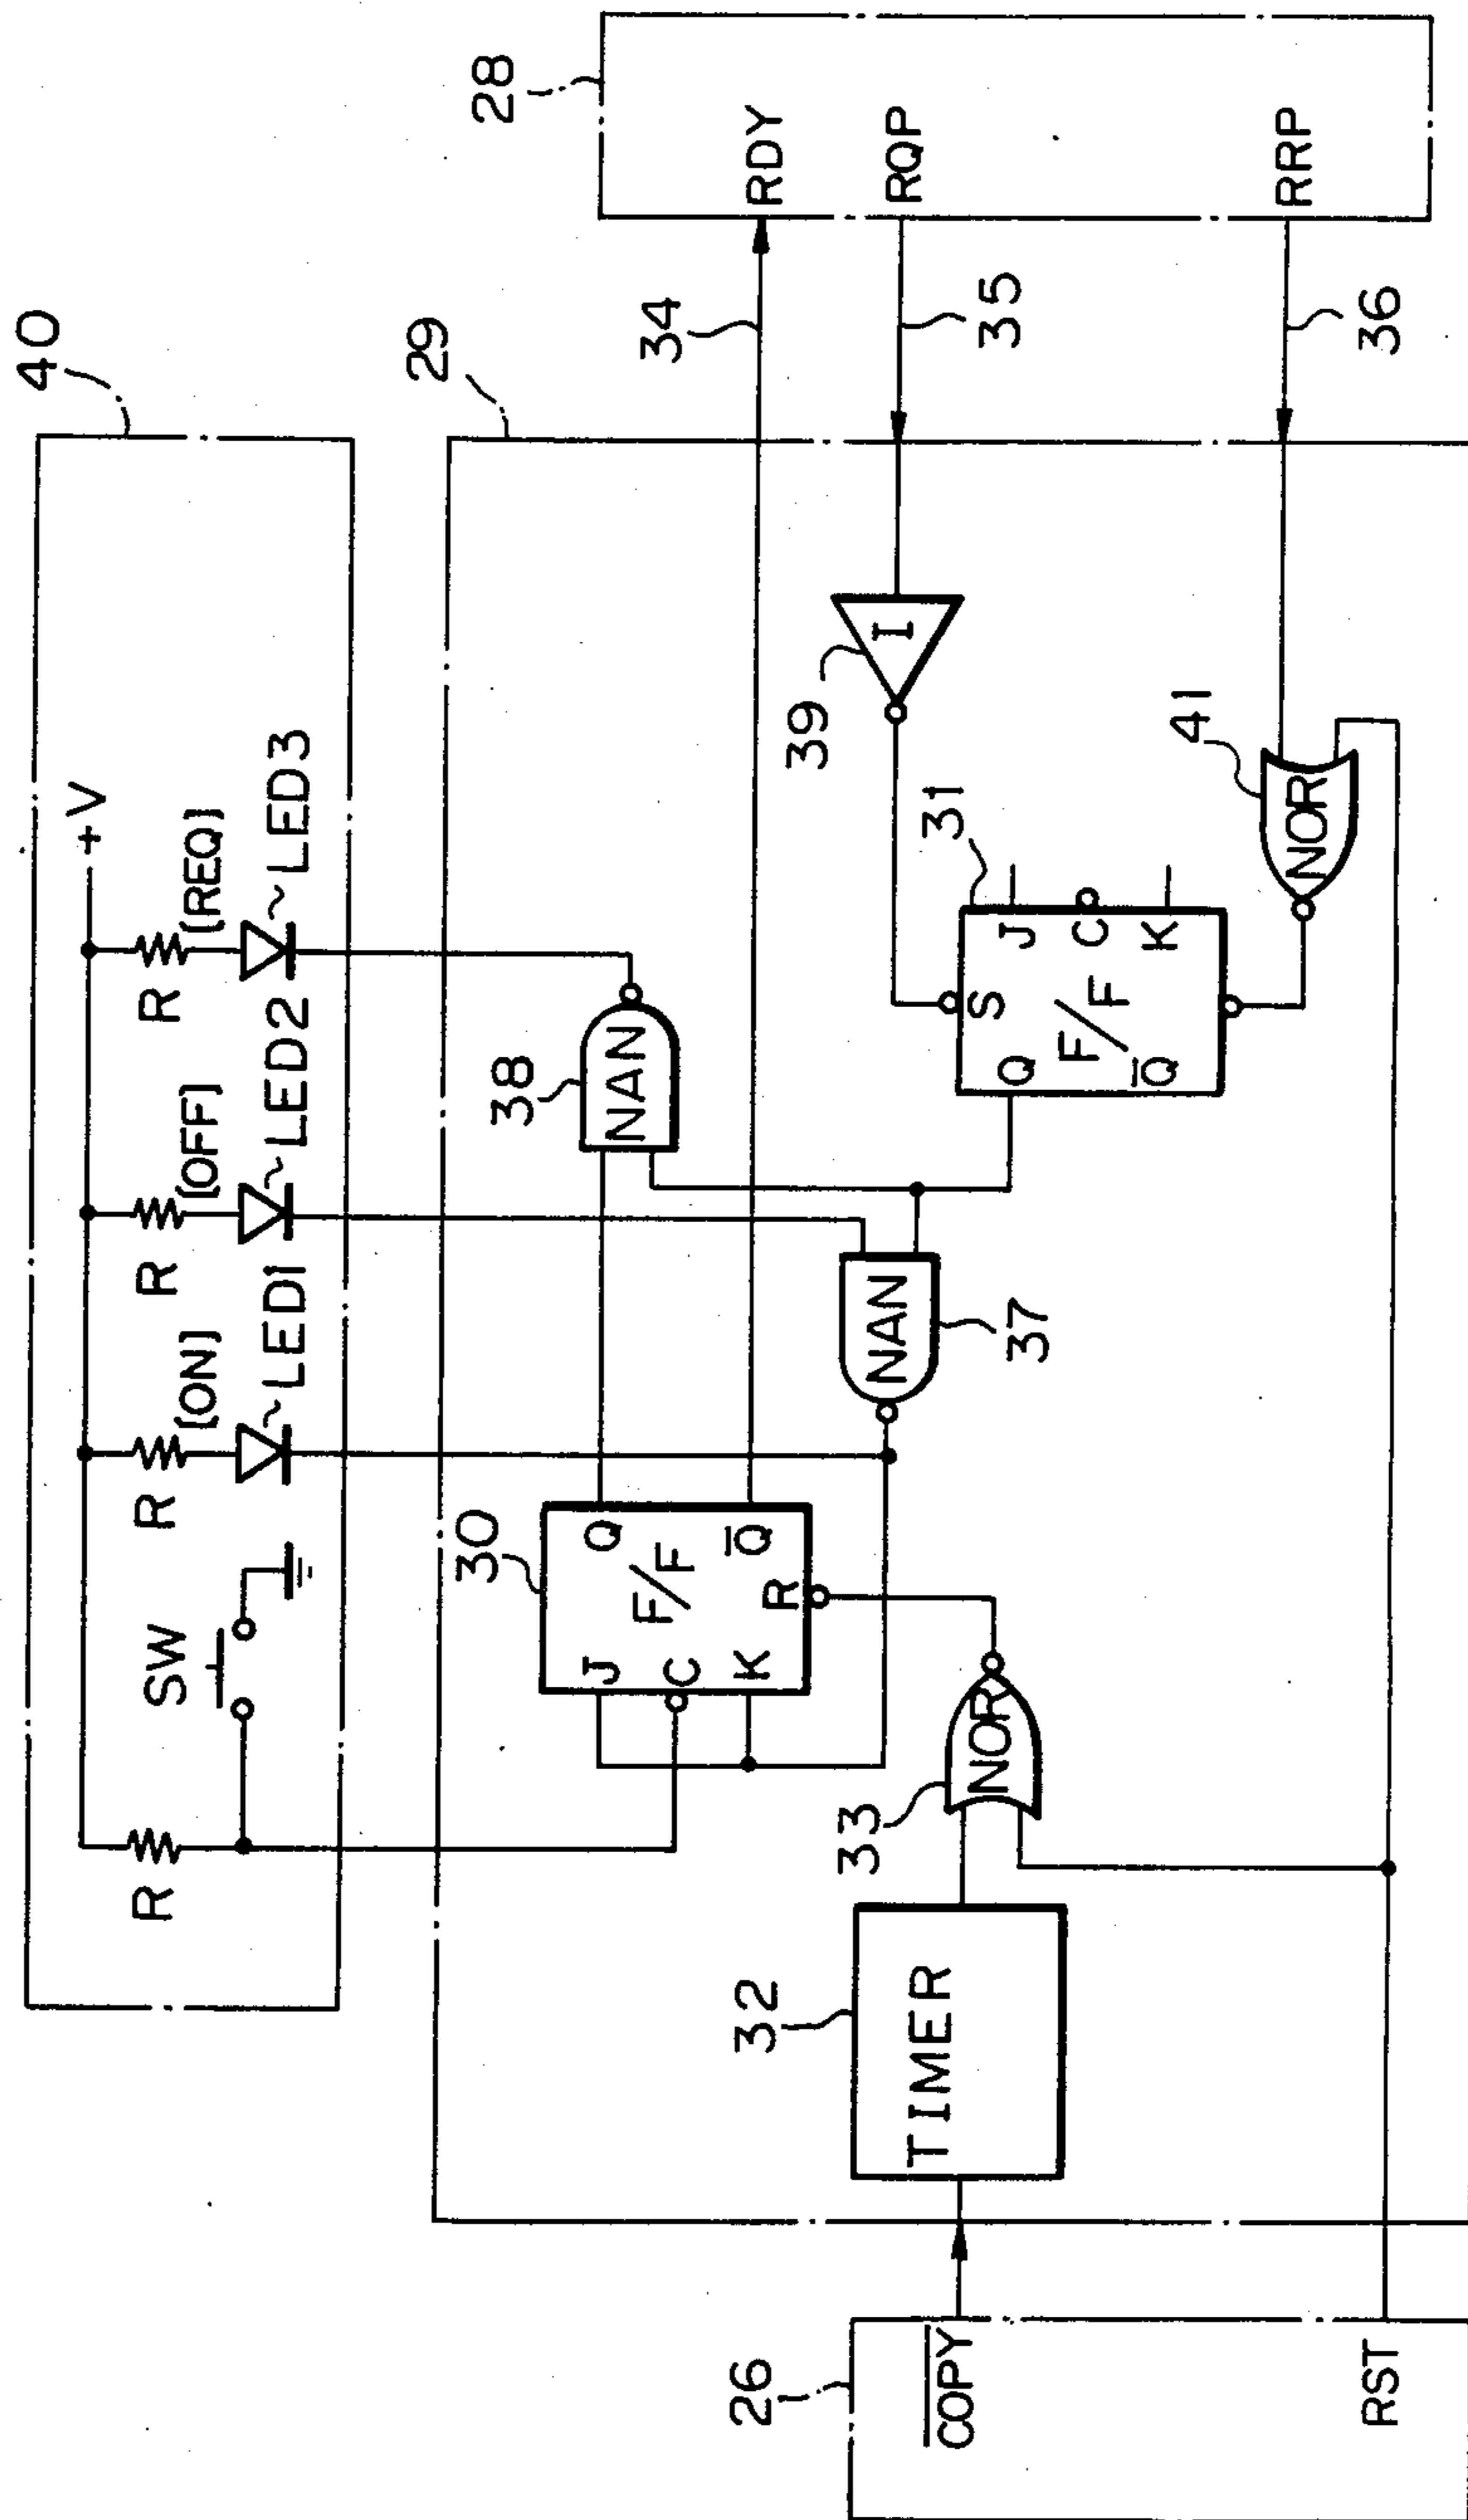 40
+V
R
SW
R
(ON)
~LED1
R
(OFF)
~LED2
R
(REQ)
~LED3
29
30
J
C
K
F/F
Q
Q̅
R
38
NAN
34
28
RDY
RQP
RRP
35
36
39
I
37
NAN
31
S
J
C
K
F/F
Q
Q̅
41
NOR
33
NOR
32
TIMER
26
C̅O̅P̅Y̅
RST